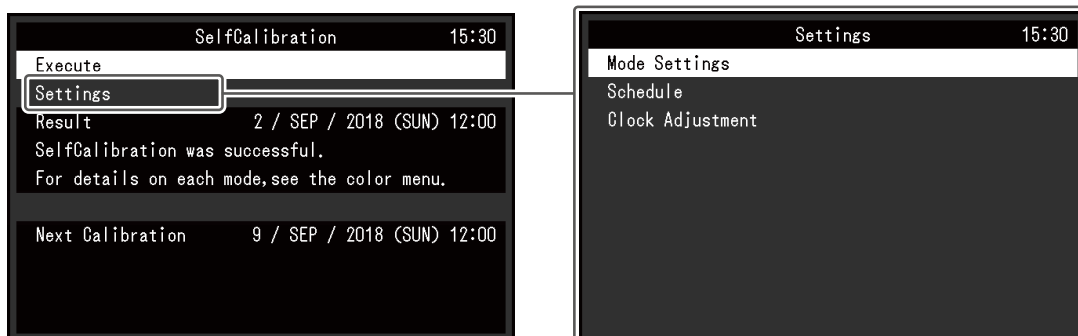 SelfCalibration 15:30
Execute
Settings
Result 2 / SEP / 2018 (SUN) 12:00
SelfCalibration was successful.
For details on each mode,see the color menu.
Next Calibration 9 / SEP / 2018 (SUN) 12:00
Settings 15:30
Mode Settings
Schedule
Clock Adjustment